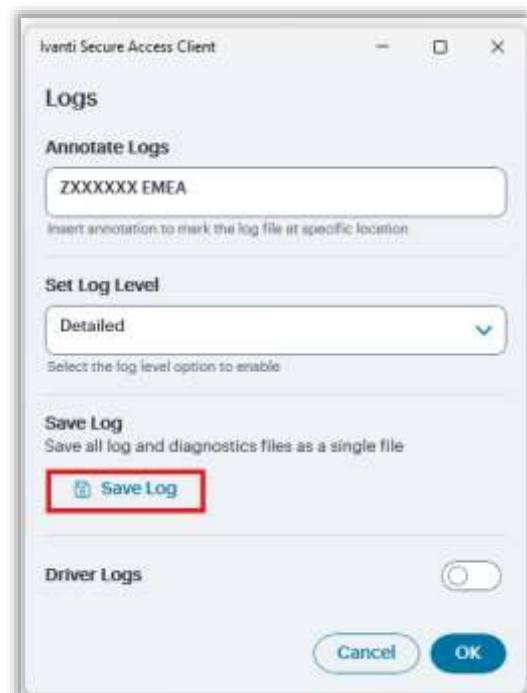 Ivanti Secure Access Client
Logs
Annotate Logs
ZXXXXXX EMEA
Insert annotation to mark the log file at specific location
Set Log Level
Detailed
Select the log level option to enable
Save Log
Save all log and diagnostics files as a single file
Save Log
Driver Logs
Cancel OK